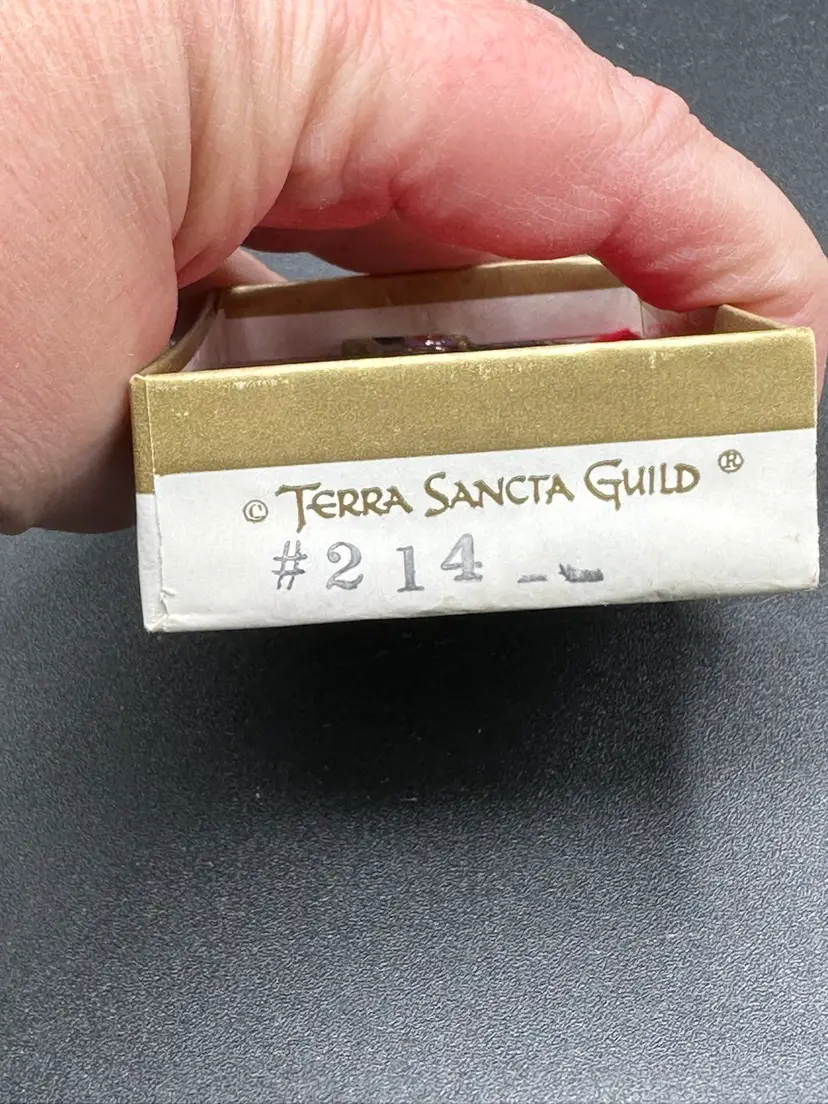 © TERRA SANCTA GUILD ®
#214